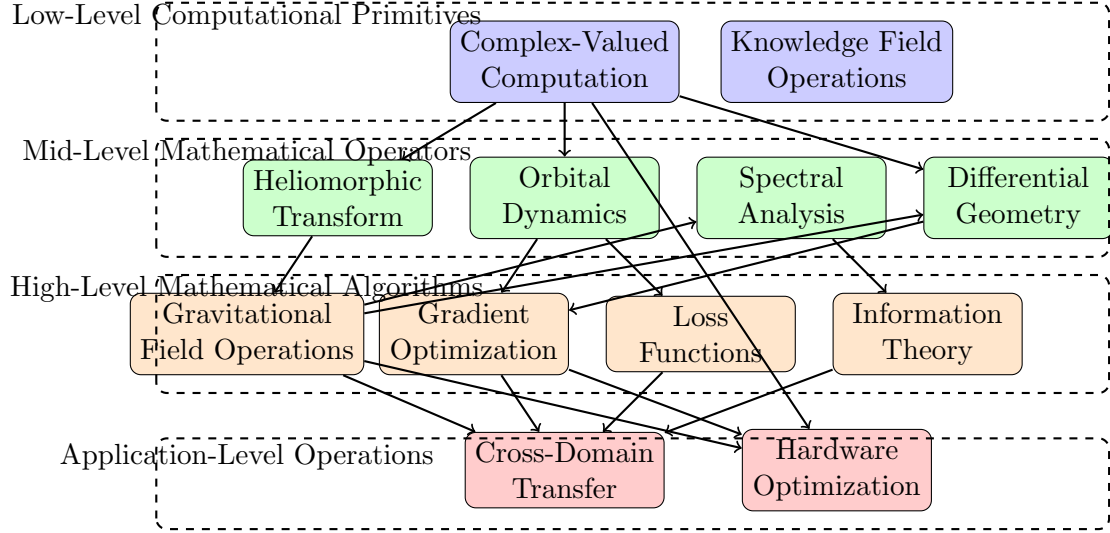 Low-Level Computational Primitives
Complex-Valued
Computation
Knowledge Field
Operations
Mid-Level Mathematical Operators
Heliomorphic
Transform
Orbital
Dynamics
Spectral
Analysis
Differential
Geometry
High-Level Mathematical Algorithms
Gravitational
Field Operations
Gradient
Optimization
Loss
Functions
Information
Theory
Application-Level Operations
Cross-Domain
Transfer
Hardware
Optimization